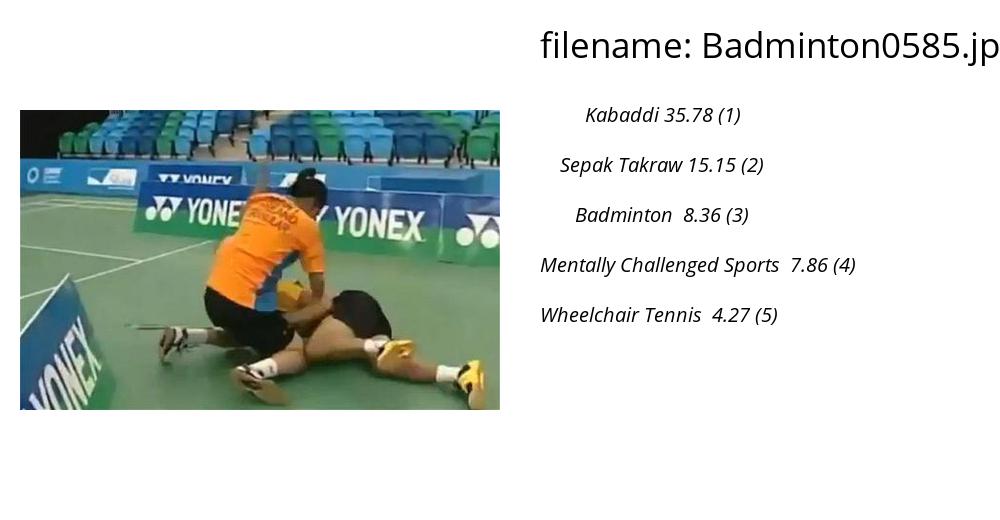 filename: Badminton0585.jp
Kabaddi 35.78 (1)
Sepak Takraw 15.15 (2)
Badminton 8.36 (3)
Mentally Challenged Sports 7.86 (4)
Wheelchair Tennis 4.27 (5)
YONEX
YONE
YONEX
YONEX